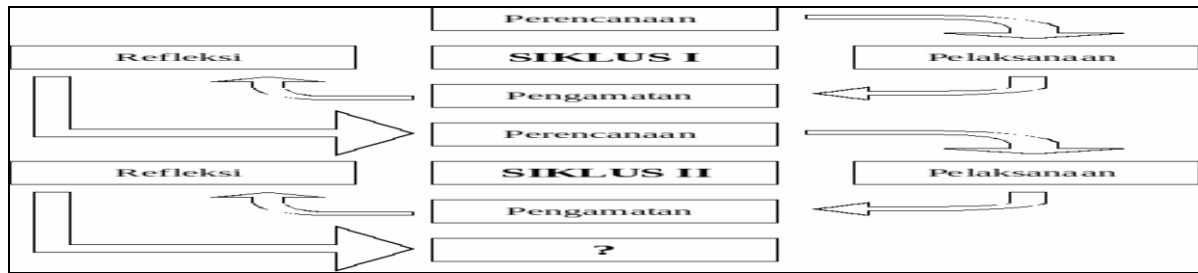 Perencanaan
Refleksi SIKLUS I Pelaksanaan
Pengamatan
Perencanaan
Refleksi SIKLUS II Pelaksanaan
Pengamatan
?